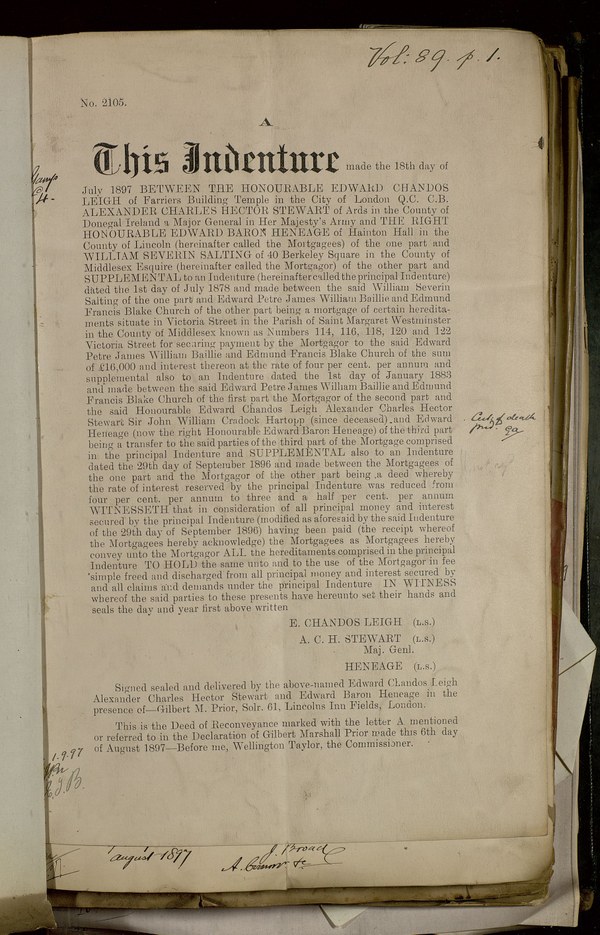 Vol: 89. p. 1.
No. 2105.
A
This Indenture made the 18th day of
July 1897 BETWEEN THE HONOURABLE EDWARD CHANDOS
LEIGH of Farriers Building Temple in the City of London Q.C. C.B.
ALEXANDER CHARLES HECTOR STEWART of Ards in the County of
Donegal Ireland a Major General in Her Majesty's Army and THE RIGHT
HONOURABLE EDWARD BARON HENEAGE of Hainton Hall in the
County of Lincoln (hereinafter called the Mortgagees) of the one part and
WILLIAM SEVERIN SALTING of 40 Berkeley Square in the County of
Middlesex Esquire (hereinafter called the Mortgagor) of the other part and
SUPPLEMENTAL to an Indenture (hereinafter called the principal Indenture)
dated the 1st day of July 1878 and made between the said William Severin
Salting of the one part and Edward Petre James William Baillie and Edmund
Francis Blake Church of the other part being a mortgage of certain heredita-
ments situate in Victoria Street in the Parish of Saint Margaret Westminster
in the County of Middlesex known as Numbers 114, 116, 118, 120 and 122
Victoria Street for securing payment by the Mortgagor to the said Edward
Petre James William Baillie and Edmund Francis Blake Church of the sum
of £16,000 and interest thereon at the rate of four per cent. per annum and
supplemental also to an Indenture dated the 1st day of January 1883
and made between the said Edward Petre James William Baillie and Edmund
Francis Blake Church of the first part the Mortgagor of the second part and
the said Honourable Edward Chandos Leigh Alexander Charles Hector
Stewart Sir John William Cradock Hartopp (since deceased) and Edward
Heneage (now the right Honourable Edward Baron Heneage) of the third part
being a transfer to the said parties of the third part of the Mortgage comprised
in the principal Indenture and SUPPLEMENTAL also to an Indenture
dated the 29th day of September 1896 and made between the Mortgagees of
the one part and the Mortgagor of the other part being a deed whereby
the rate of interest reserved by the principal Indenture was reduced from
four per cent. per annum to three and a half per cent. per annum
WITNESSETH that in consideration of all principal money and interest
secured by the principal Indenture (modified as aforesaid by the said Indenture
of the 29th day of September 1896) having been paid (the receipt whereof
the Mortgagees hereby acknowledge) the Mortgagees as Mortgagees hereby
convey unto the Mortgagor ALL the hereditaments comprised in the principal
Indenture TO HOLD the same unto and to the use of the Mortgagor in fee
simple freed and discharged from all principal money and interest secured by
and all claims and demands under the principal Indenture IN WITNESS
whereof the said parties to these presents have hereunto set their hands and
seals the day and year first above written
E. CHANDOS LEIGH (L.S.)
A. C. H. STEWART (L.S.)
Maj. Genl.
HENEAGE (L.S.)
Signed sealed and delivered by the above-named Edward Chandos Leigh
Alexander Charles Hector Stewart and Edward Baron Heneage in the
presence of—Gilbert M. Prior, Solr. 61, Lincolns Inn Fields, London.
This is the Deed of Reconveyance marked with the letter A mentioned
or referred to in the Declaration of Gilbert Marshall Prior made this 6th day
of August 1897—Before me, Wellington Taylor, the Commissioner.
of death
1.9.97
August 1897
J. Broad